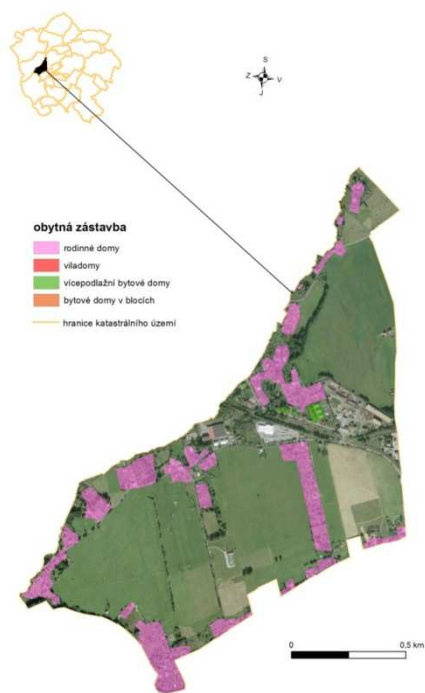 S
Z V
J
obytná zástavba
rodinné domy
viladomy
vícepodlažní bytové domy
bytové domy v blocích
hranice katastrálního území
0 0,5 km